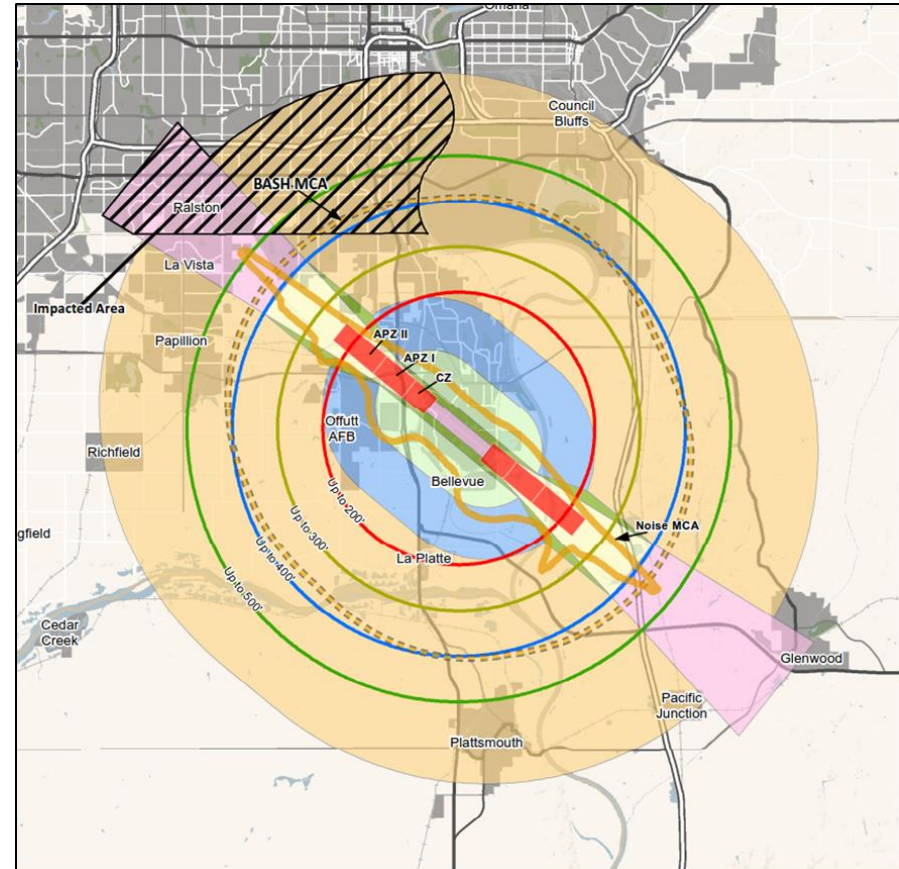 Omaha
Council
Bluffs
BASH MCA
Ralston
La Vista
Impacted Area
Papillion
APZ II
APZ I
CZ
Offutt
AFB
Richfield
Bellevue
Up to 200'
Up to 300'
Noise MCA
gfield
Up to 400'
La Platte
Up to 500'
Cedar
Creek
Glenwood
Pacific
Junction
Plattsmouth